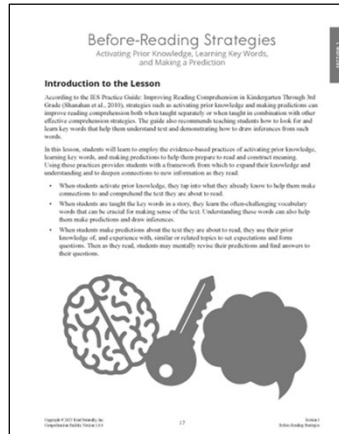 Before-Reading Strategies
Activating Prior Knowledge, Learning Key Words,
and Making a Prediction
Introduction to the Lesson
According to the IES Practice Guide: Improving Reading Comprehension in Kindergarten Through 3rd
Grade (Shanahan et al., 2010), strategies such as activating prior knowledge and making predictions can
improve reading comprehension both when taught separately or when taught in combination with other
effective comprehension strategies. The guide also recommends teaching students how to look for and
learn key words that help them understand text and demonstrating how to draw inferences from such
words.
In this lesson, students will learn to employ the evidence-based practices of activating prior knowledge,
learning key words, and making predictions to help them prepare to read and construct meaning.
Using these practices provides students with a framework from which to expand their knowledge and
understanding and to deepen connections to new information as they read.
• When students activate prior knowledge, they tap into what they already know to help them make
connections to and comprehend the text they are about to read.
• When students are taught the key words in a story, they learn the often-challenging vocabulary
words that can be crucial for making sense of the text. Understanding these words can also help
them make predictions and draw inferences.
• When students make predictions about the text they are about to read, they use their prior
knowledge of, and experience with, similar or related topics to set expectations and form
questions. Then as they read, students may mentally revise their predictions and find answers to
their questions.
Copyright © 2023 Read Naturally, Inc.
17
Section 1
Before-Reading Strategies